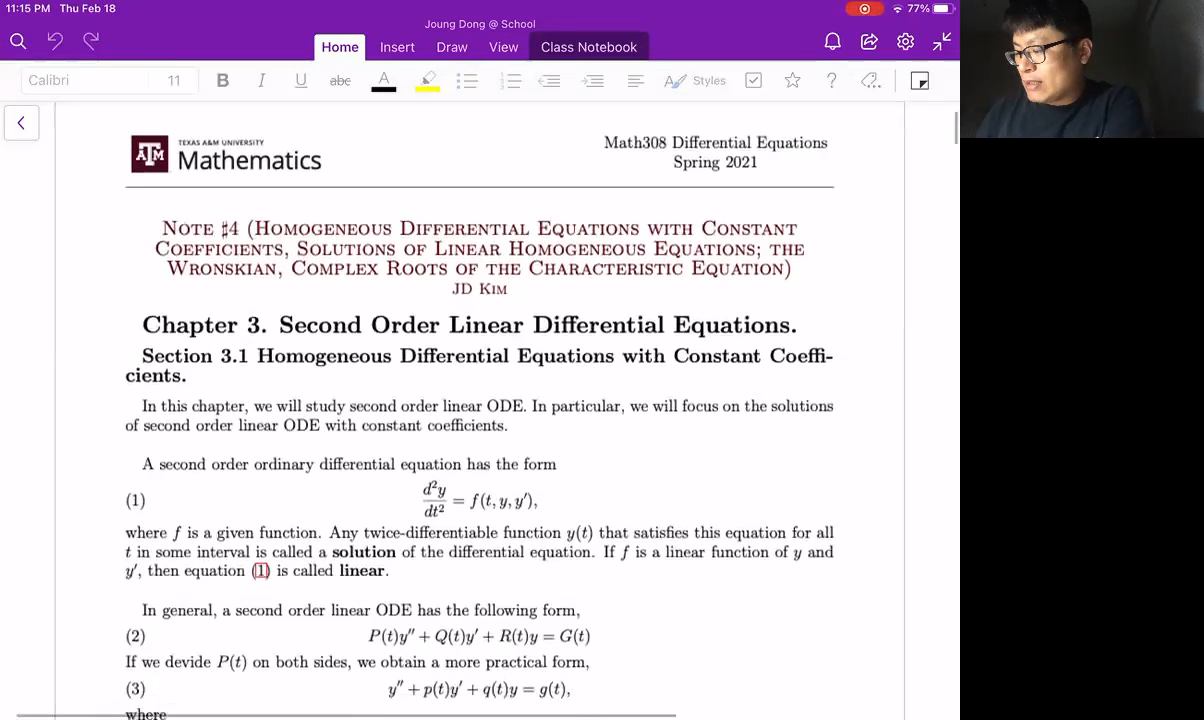 11:15 PM Thu Feb 18
77%
Joung Dong @ School
Home Insert Draw View Class Notebook
Calibri 11 B I U abc A Styles ?
TEXAS A&M UNIVERSITY
Mathematics
ATM
Math308 Differential Equations
Spring 2021
NOTE ♯4 (HOMOGENEOUS DIFFERENTIAL EQUATIONS WITH CONSTANT
COEFFICIENTS, SOLUTIONS OF LINEAR HOMOGENEOUS EQUATIONS; THE
WRONSKIAN, COMPLEX ROOTS OF THE CHARACTERISTIC EQUATION)
JD KIM
Chapter 3. Second Order Linear Differential Equations.
Section 3.1 Homogeneous Differential Equations with Constant Coeffi-
cients.
In this chapter, we will study second order linear ODE. In particular, we will focus on the solutions
of second order linear ODE with constant coefficients.
A second order ordinary differential equation has the form
(1) d²y/dt² = f(t, y, y′),
where f is a given function. Any twice-differentiable function y(t) that satisfies this equation for all
t in some interval is called a solution of the differential equation. If f is a linear function of y and
y′, then equation (1) is called linear.
In general, a second order linear ODE has the following form,
(2) P(t)y″ + Q(t)y′ + R(t)y = G(t)
If we devide P(t) on both sides, we obtain a more practical form,
(3) y″ + p(t)y′ + q(t)y = g(t),
where